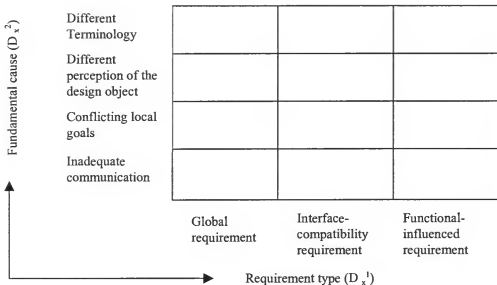 Fundamental cause (D x 2)
Different
Terminology
Different
perception of the
design object
Conflicting local
goals
Inadequate
communication
Global
requirement
Interface-
compatibility
requirement
Functional-
influenced
requirement
Requirement type (D x 1)